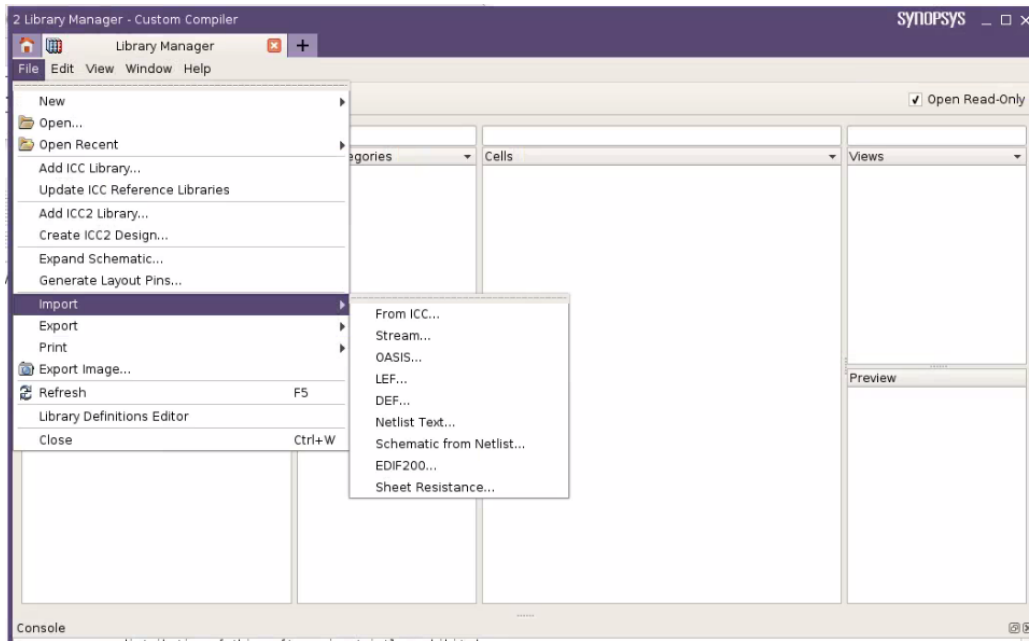 2 Library Manager - Custom Compiler
SYNOPSYS
Library Manager
File Edit View Window Help
Open Read-Only
New
Open...
Open Recent
Add ICC Library...
Update ICC Reference Libraries
Add ICC2 Library...
Create ICC2 Design...
Expand Schematic...
Generate Layout Pins...
Import
Export
Print
Export Image...
Refresh F5
Library Definitions Editor
Close Ctrl+W
From ICC...
Stream...
OASIS...
LEF...
DEF...
Netlist Text...
Schematic from Netlist...
EDIF200...
Sheet Resistance...
egories
Cells
Views
Preview
Console